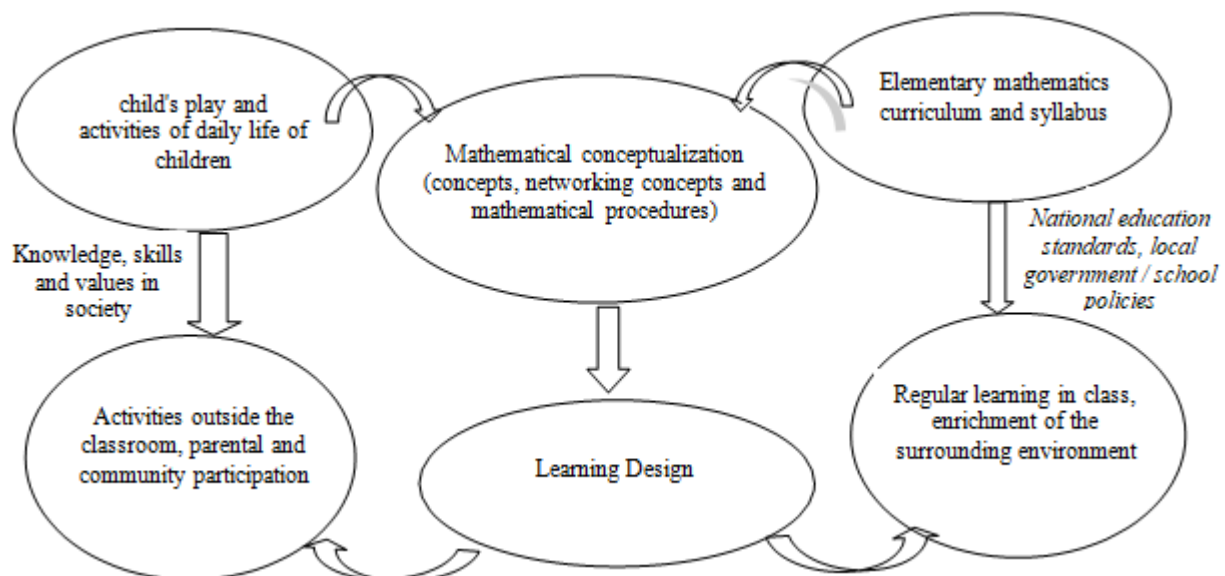 child's play and
activities of daily life of
children
Mathematical conceptualization
(concepts, networking concepts and
mathematical procedures)
Elementary mathematics
curriculum and syllabus
Knowledge, skills
and values in
society
National education
standards, local
government / school
policies
Activities outside the
classroom, parental and
community participation
Learning Design
Regular learning in class,
enrichment of the
surrounding environment